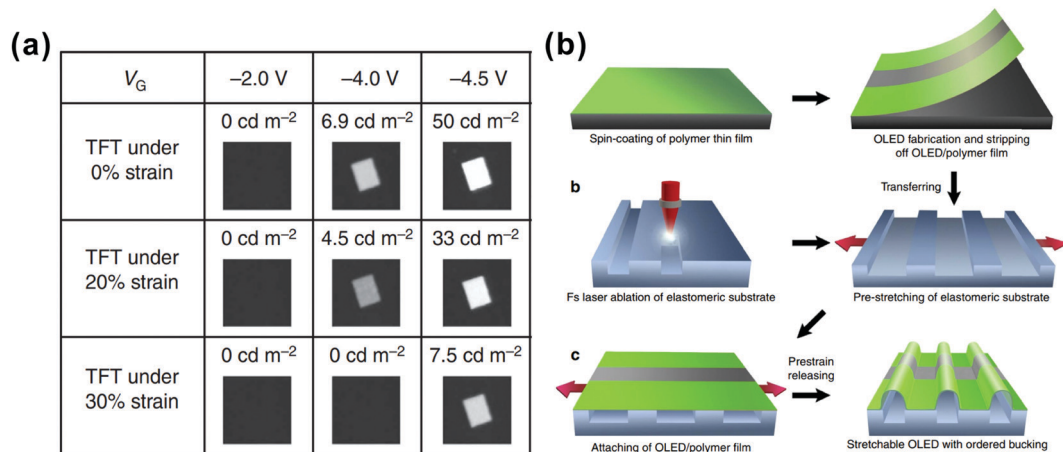 (a)
V_G
–2.0 V
–4.0 V
–4.5 V
TFT under
0% strain
0 cd m⁻²
6.9 cd m⁻²
50 cd m⁻²
TFT under
20% strain
0 cd m⁻²
4.5 cd m⁻²
33 cd m⁻²
TFT under
30% strain
0 cd m⁻²
0 cd m⁻²
7.5 cd m⁻²
(b)
Spin-coating of polymer thin film
OLED fabrication and stripping
off OLED/polymer film
Transferring
b
Fs laser ablation of elastomeric substrate
Pre-stretching of elastomeric substrate
c
Prestrain
releasing
Attaching of OLED/polymer film
Stretchable OLED with ordered bucking